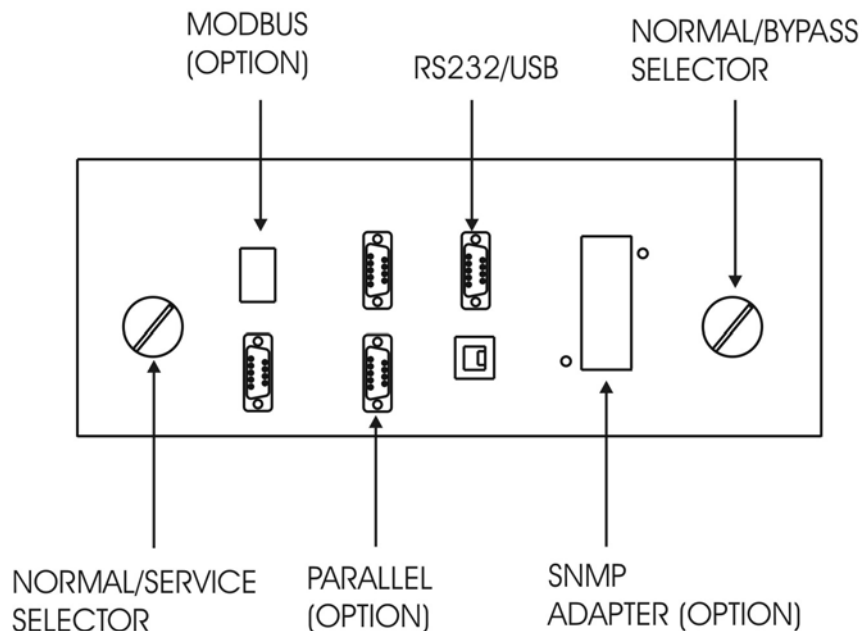 MODBUS
(OPTION)
RS232/USB
NORMAL/BYPASS
SELECTOR
NORMAL/SERVICE
SELECTOR
PARALLEL
(OPTION)
SNMP
ADAPTER (OPTION)